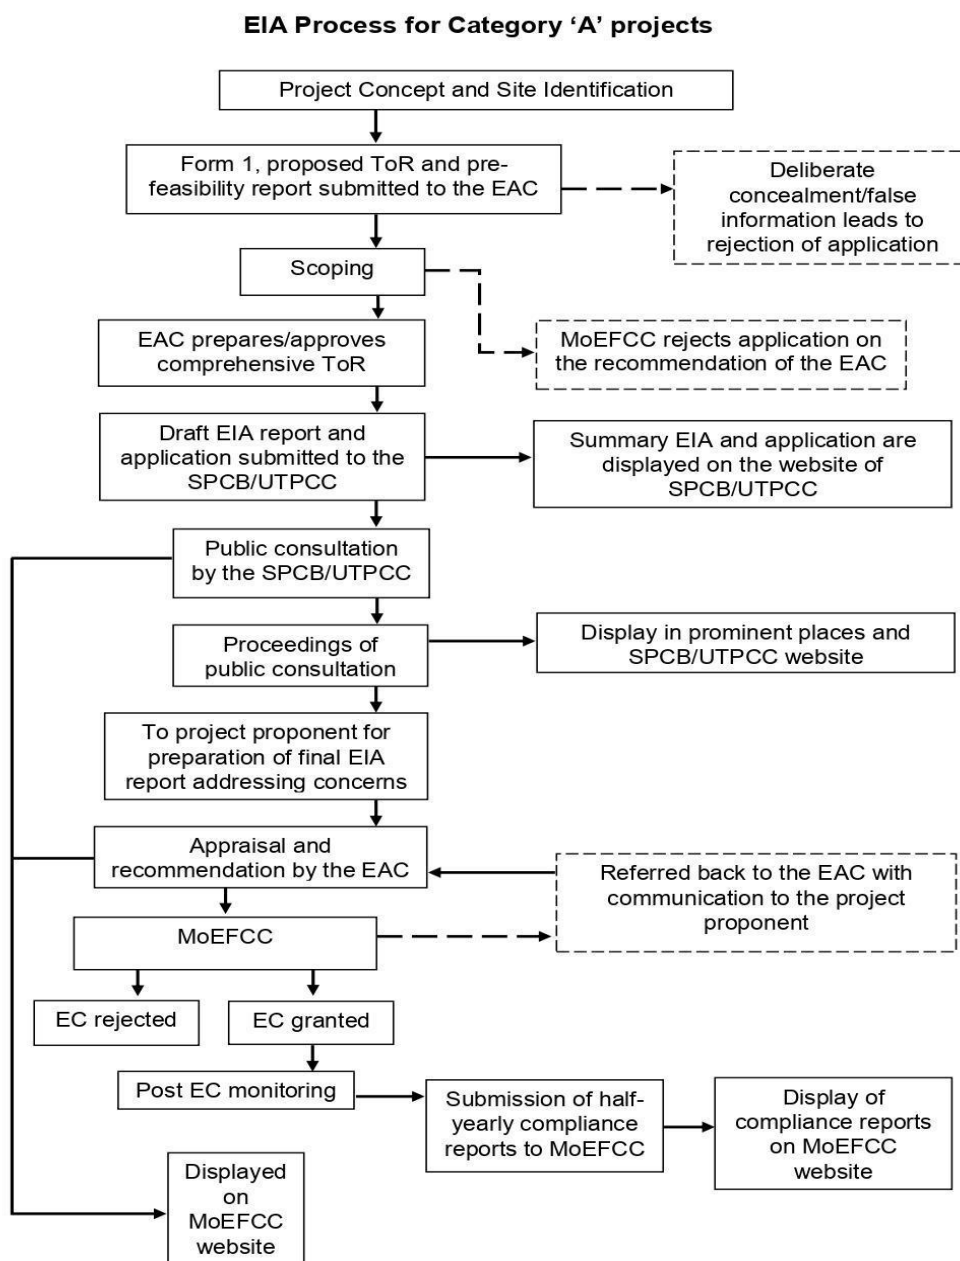 EIA Process for Category ‘A’ projects
Project Concept and Site Identification
Form 1, proposed ToR and pre-
feasibility report submitted to the EAC
Deliberate
concealment/false
information leads to
rejection of application
Scoping
EAC prepares/approves
comprehensive ToR
MoEFCC rejects application on
the recommendation of the EAC
Draft EIA report and
application submitted to the
SPCB/UTPCC
Summary EIA and application are
displayed on the website of
SPCB/UTPCC
Public consultation
by the SPCB/UTPCC
Proceedings of
public consultation
Display in prominent places and
SPCB/UTPCC website
To project proponent for
preparation of final EIA
report addressing concerns
Appraisal and
recommendation by the EAC
Referred back to the EAC with
communication to the project
proponent
MoEFCC
EC rejected
EC granted
Post EC monitoring
Submission of half-
yearly compliance
reports to MoEFCC
Display of
compliance reports
on MoEFCC
website
Displayed
on
MoEFCC
website